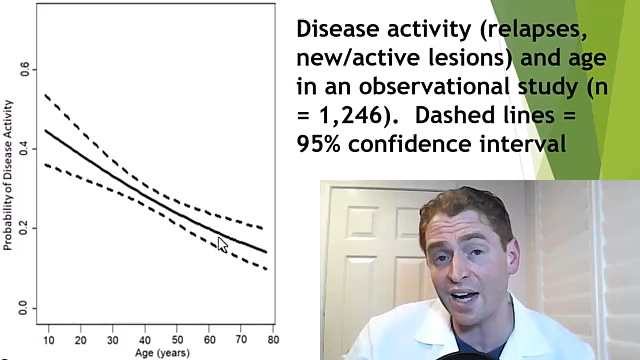 Disease activity (relapses,
new/active lesions) and age
in an observational study (n
= 1,246).  Dashed lines =
95% confidence interval
Probability of Disease Activity
0.6
0.4
0.2
0.0
10 20 30 40 50 60 70 80
Age (years)